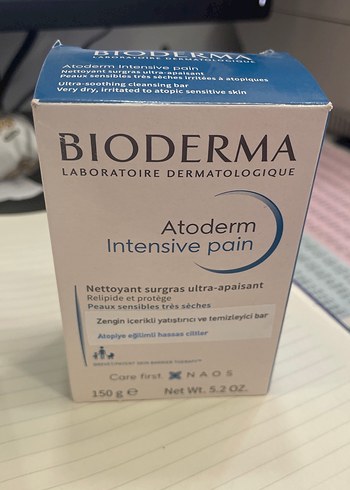 BIODERMA
LABORATOIRE DERMATOLOGIQUE
Atoderm Intensive pain
Nettoyant surgras ultra-apaisant
Peaux sensibles très sèches irritées à atopiques
Ultra-soothing cleansing bar
Very dry, irritated to atopic sensitive skin
BIODERMA
LABORATOIRE DERMATOLOGIQUE
Atoderm
Intensive pain
Nettoyant surgras ultra-apaisant
Relipide et protège
Peaux sensibles très sèches
Zengin içerikli yatıştırıcı ve temizleyici bar
Atopiye eğilimli hassas ciltler
Care first NAOS
150 g e Net Wt. 5.2 OZ.